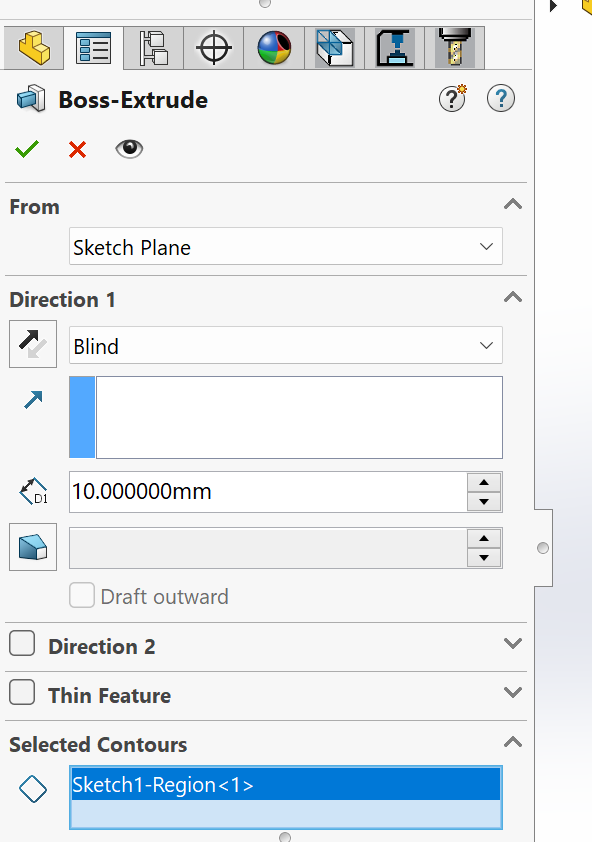 Boss-Extrude
From
Sketch Plane
Direction 1
Blind
D1
10.000000mm
Draft outward
Direction 2
Thin Feature
Selected Contours
Sketch1-Region<1>